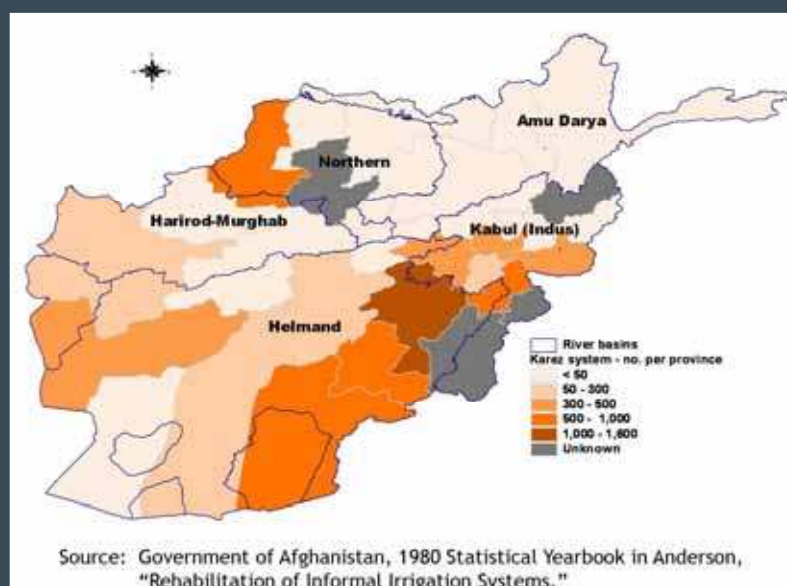 Amu Darya
Northern
Harirod-Murghab
Kabul (Indus)
Helmand
River basins
Karez system - no. per province
< 50
50 - 300
300 - 500
500 - 1,000
1,000 - 1,600
Unknown
Source: Government of Afghanistan, 1980 Statistical Yearbook in Anderson,
"Rehabilitation of Informal Irrigation Systems."